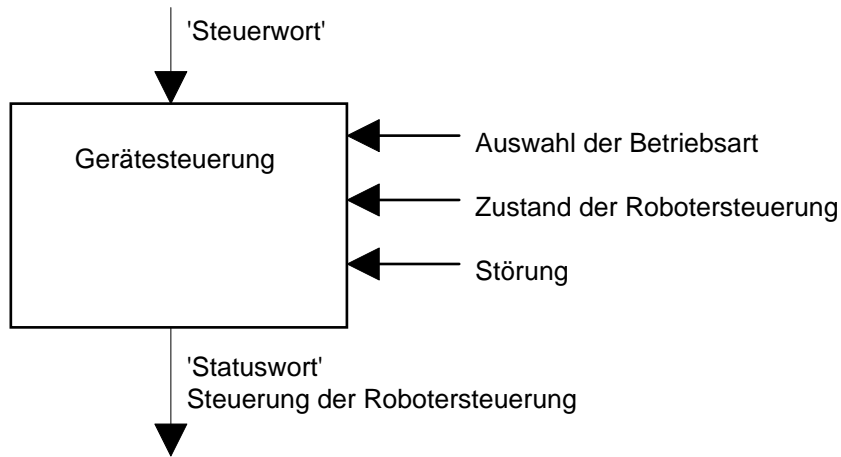 'Steuerwort'
Gerätesteuerung
Auswahl der Betriebsart
Zustand der Robotersteuerung
Störung
'Statuswort'
Steuerung der Robotersteuerung